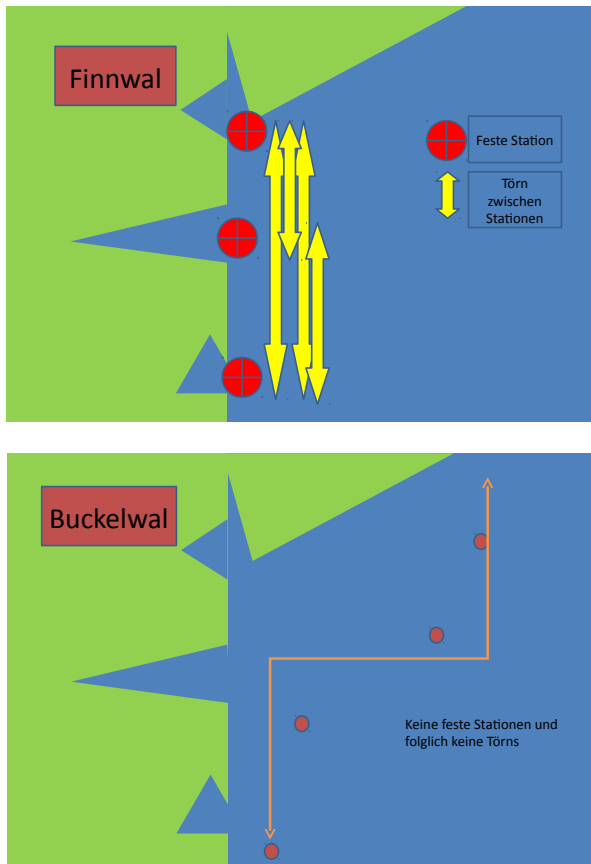 Finnwal
Feste Station
Törn
zwischen
Stationen
Buckelwal
Keine feste Stationen und
folglich keine Törns